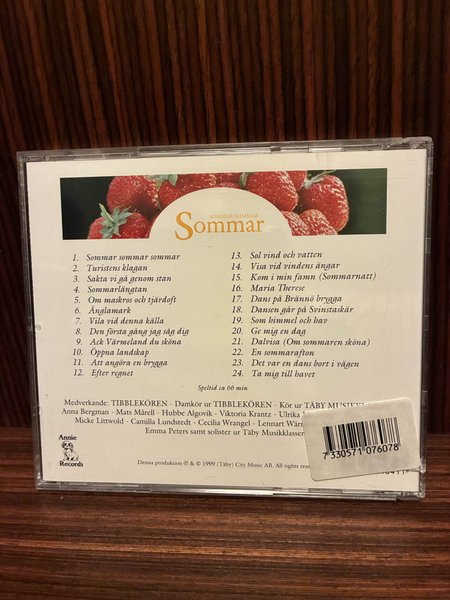 SOMMAR SOMMAR
Sommar
1. Sommar sommar sommar
2. Turistens klagan
3. Sakta vi gå genom stan
4. Sommarlängtan
5. Om maskros och tjärdoft
6. Änglamark
7. Vila vid denna källa
8. Den första gång jag såg dig
9. Ack Värmeland du sköna
10. Öppna landskap
11. Att angöra en brygga
12. Efter regnet
13. Sol vind och vatten
14. Visa vid vindens ängar
15. Kom i min famn (Sommarnatt)
16. Maria Therese
17. Dans på Brännö brygga
18. Dansen går på Svinstaskär
19. Som himmel och hav
20. Ge mig en dag
21. Dalvisa (Om sommaren sköna)
22. En sommarafton
23. Det var en dans bort i vägen
24. Ta mig till havet
Speltid ca 66 min
Medverkande: TIBBLEKÖREN - Damkör ur TIBBLEKÖREN - Kör ur TÄBY
Anna Bergman - Mats Mårell - Hubbe Algovik - Viktoria Krantz - Ulrika
Micke Littwold - Camilla Lundstedt - Cecilia Wrangel - Lennart
Emma Peters samt solister ur Täby Musikklasser
Annie
Records
Denna produktion ℗ & © 1999 (Täby) City Music AB. All rights
7 330571 076078